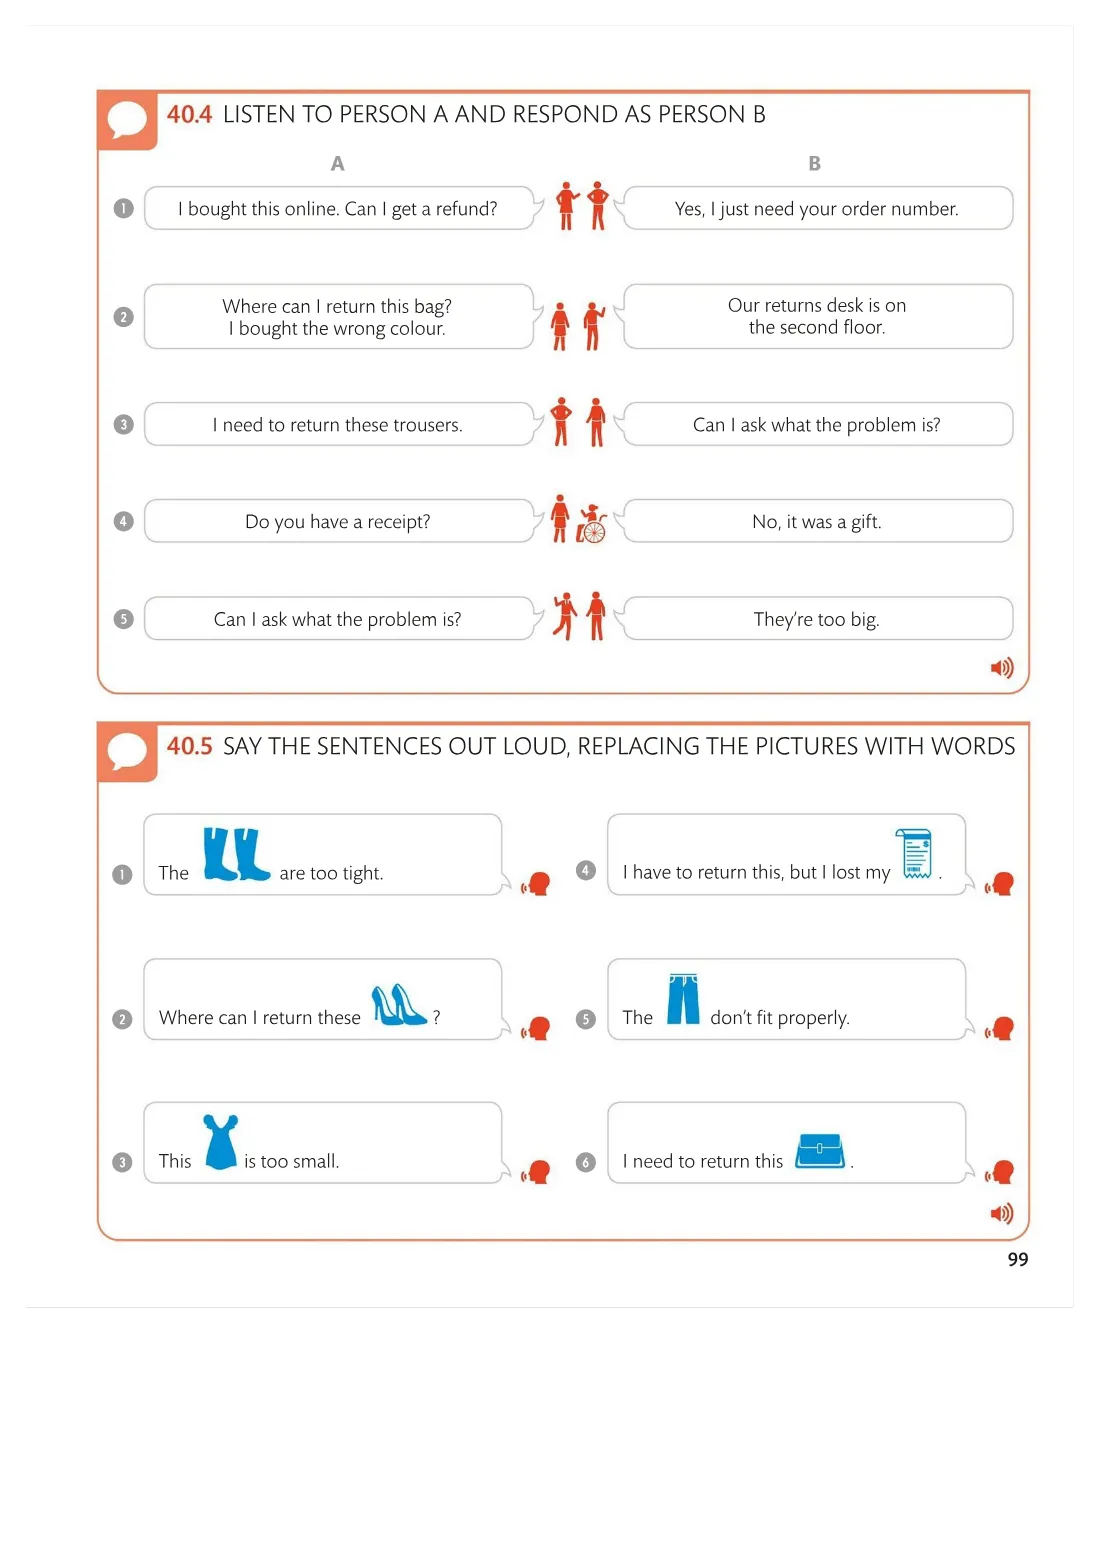 40.4 LISTEN TO PERSON A AND RESPOND AS PERSON B
A
B
1
I bought this online. Can I get a refund?
Yes, I just need your order number.
2
Where can I return this bag?
I bought the wrong colour.
Our returns desk is on
the second floor.
3
I need to return these trousers.
Can I ask what the problem is?
4
Do you have a receipt?
No, it was a gift.
5
Can I ask what the problem is?
They’re too big.
40.5 SAY THE SENTENCES OUT LOUD, REPLACING THE PICTURES WITH WORDS
1
The are too tight.
2
Where can I return these ?
3
This is too small.
4
I have to return this, but I lost my $ .
5
The don’t fit properly.
6
I need to return this .
99